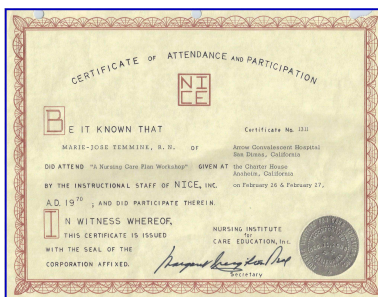 CERTIFICATE OF ATTENDANCE AND PARTICIPATION
NI
CE
BE IT KNOWN THAT
Certificate No. 1311
MARIE-JOSE TEMMINE, R. N. OF
Arrow Convalescent Hospital
San Dimas, California
DID ATTEND "A Nursing Care Plan Workshop" GIVEN AT the Charter House
Anaheim, California
BY THE INSTRUCTIONAL STAFF OF NICE, INC. on February 26 & February 27,
A.D. 1970 ; AND DID PARTICIPATE THEREIN.
IN WITNESS WHEREOF,
THIS CERTIFICATE IS ISSUED
WITH THE SEAL OF THE
CORPORATION AFFIXED.
NURSING INSTITUTE
for
CARE EDUCATION, Inc.
Secretary